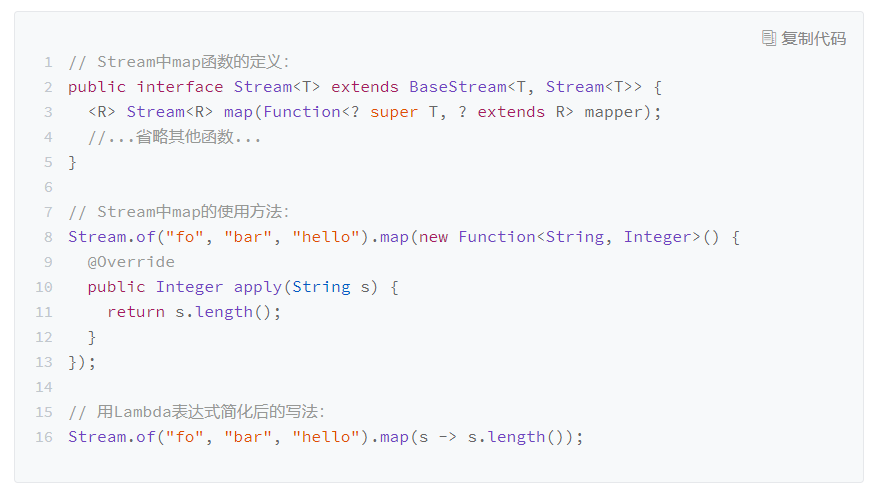 复制代码
1 // Stream中map函数的定义：
2 public interface Stream<T> extends BaseStream<T, Stream<T>> {
3   <R> Stream<R> map(Function<? super T, ? extends R> mapper);
4   //...省略其他函数...
5 }
6
7 // Stream中map的使用方法：
8 Stream.of("fo", "bar", "hello").map(new Function<String, Integer>() {
9   @Override
10   public Integer apply(String s) {
11     return s.length();
12   }
13 });
14
15 // 用Lambda表达式简化后的写法：
16 Stream.of("fo", "bar", "hello").map(s -> s.length());